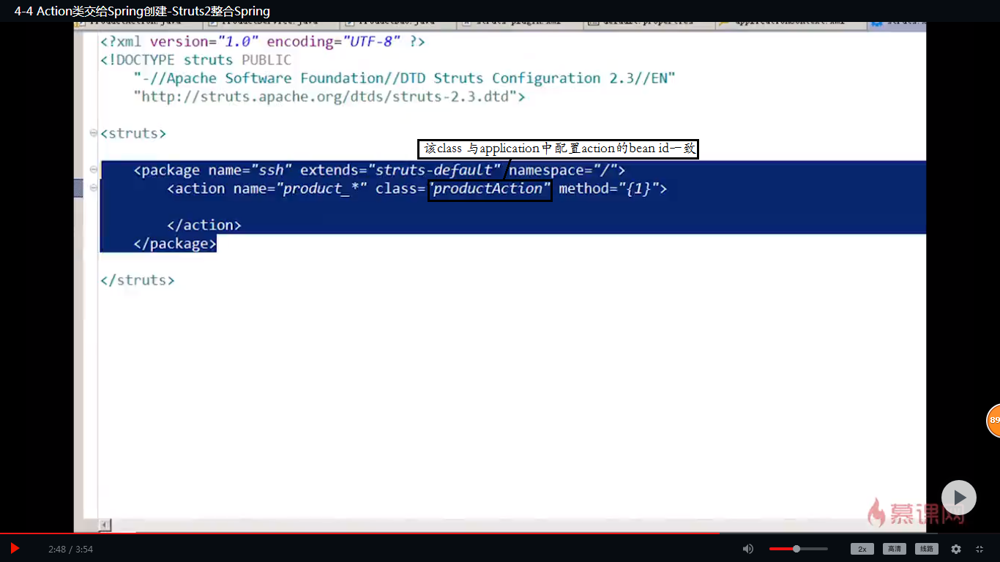 4-4 Action类交给Spring创建-Struts2整合Spring
<?xml version="1.0" encoding="UTF-8" ?>
<!DOCTYPE struts PUBLIC
"-//Apache Software Foundation//DTD Struts Configuration 2.3//EN"
"http://struts.apache.org/dtds/struts-2.3.dtd">
<struts>
该class 与application中配置action的bean id一致
<package name="ssh" extends="struts-default" namespace="/">
<action name="product_*" class="productAction" method="{1}">
</action>
</package>
</struts>
89
慕课网
2:48 / 3:54
2x
高清
线路